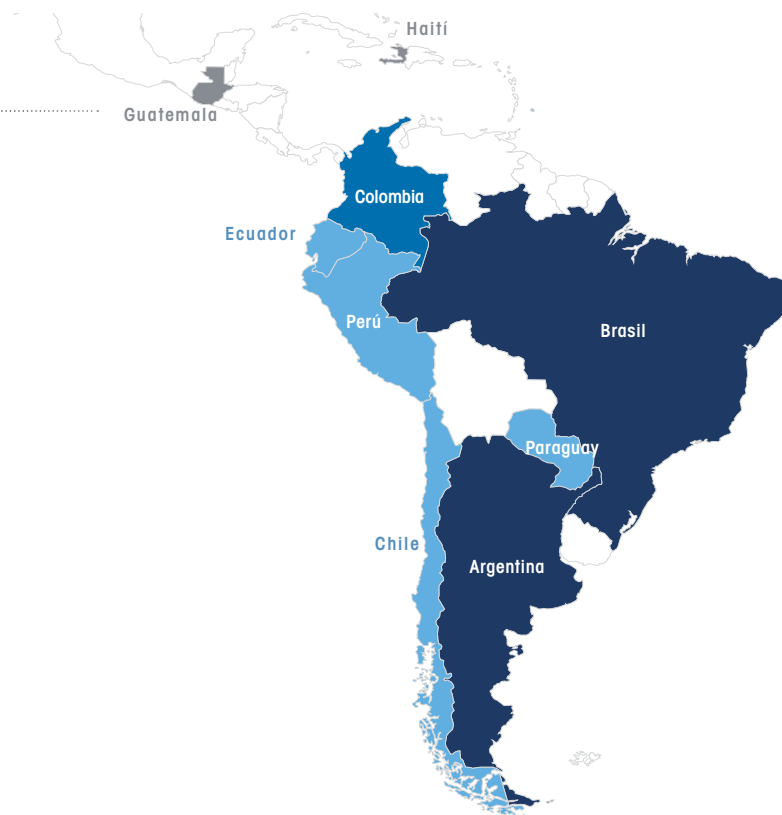 Haití
Guatemala
Colombia
Ecuador
Perú
Brasil
Paraguay
Chile
Argentina